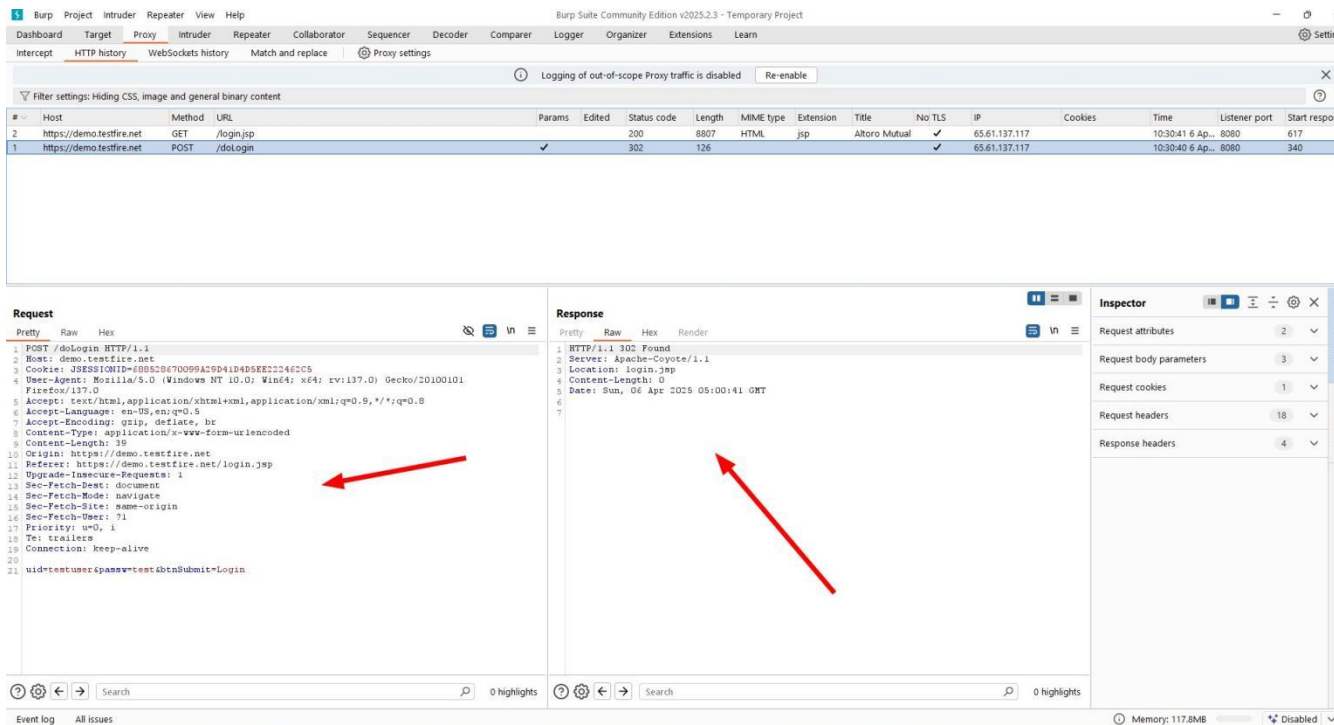 Burp Project Intruder Repeater View Help
Burp Suite Community Edition v2025.2.3 - Temporary Project
Dashboard Target Proxy Intruder Repeater Collaborator Sequencer Decoder Comparer Logger Organizer Extensions Learn
Settin
Intercept HTTP history WebSockets history Match and replace Proxy settings
Logging of out-of-scope Proxy traffic is disabled Re-enable
Filter settings: Hiding CSS, image and general binary content
# Host Method URL Params Edited Status code Length MIME type Extension Title No TLS IP Cookies Time Listener port Start respo
2 https://demo.testfire.net GET /login.jsp 200 8807 HTML jsp Altoro Mutual ✓ 65.61.137.117 10:30:41 6 Ap... 8080 617
1 https://demo.testfire.net POST /doLogin ✓ 302 126 ✓ 65.61.137.117 10:30:40 6 Ap... 8080 340
Request
Pretty Raw Hex
\n
1 POST /doLogin HTTP/1.1
2 Host: demo.testfire.net
3 Cookie: JSESSIONID=688528670099A29D41D4D5EE222462C5
4 User-Agent: Mozilla/5.0 (Windows NT 10.0; Win64; x64; rv:137.0) Gecko/20100101
Firefox/137.0
5 Accept: text/html,application/xhtml+xml,application/xml;q=0.9,*/*;q=0.8
6 Accept-Language: en-US,en;q=0.5
7 Accept-Encoding: gzip, deflate, br
8 Content-Type: application/x-www-form-urlencoded
9 Content-Length: 39
10 Origin: https://demo.testfire.net
11 Referer: https://demo.testfire.net/login.jsp
12 Upgrade-Insecure-Requests: 1
13 Sec-Fetch-Dest: document
14 Sec-Fetch-Mode: navigate
15 Sec-Fetch-Site: same-origin
16 Sec-Fetch-User: ?1
17 Priority: u=0, i
18 Te: trailers
19 Connection: keep-alive
20
21 uid=testuser&passw=test&btnSubmit=Login
Search
0 highlights
Response
Pretty Raw Hex Render
\n
1 HTTP/1.1 302 Found
2 Server: Apache-Coyote/1.1
3 Location: login.jsp
4 Content-Length: 0
5 Date: Sun, 06 Apr 2025 05:00:41 GMT
6
7
Search
0 highlights
Inspector
Request attributes 2
Request body parameters 3
Request cookies 1
Request headers 18
Response headers 4
Event log All issues
Memory: 117.8MB
Disabled